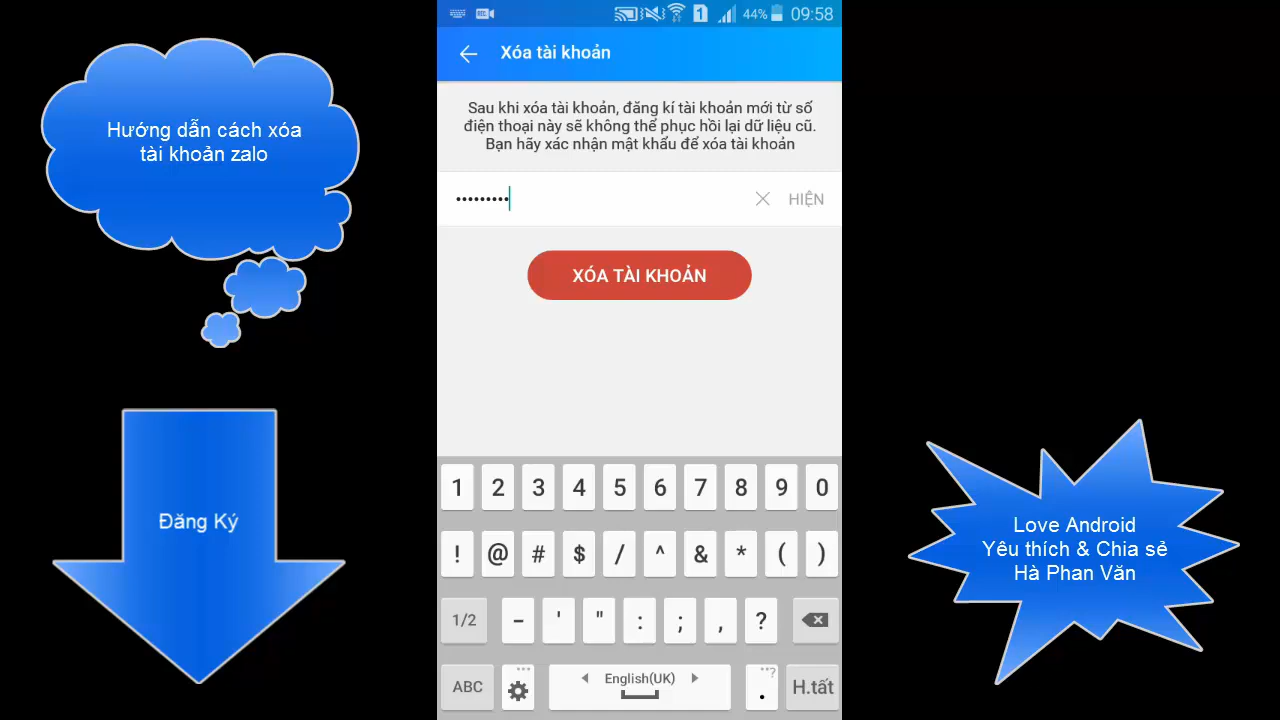 Hướng dẫn cách xóa
tài khoản zalo
Đăng Ký
1
44%
09:58
Xóa tài khoản
Sau khi xóa tài khoản, đăng kí tài khoản mới từ số
điện thoại này sẽ không thể phục hồi lại dữ liệu cũ.
Bạn hãy xác nhận mật khẩu để xóa tài khoản
•••••••••
HIỆN
XÓA TÀI KHOẢN
1 2 3 4 5 6 7 8 9 0
! @ # $ / ^ & * ( )
1/2 - ' " : ; , ?
ABC English(UK) . H.tất
Love Android
Yêu thích & Chia sẻ
Hà Phan Văn